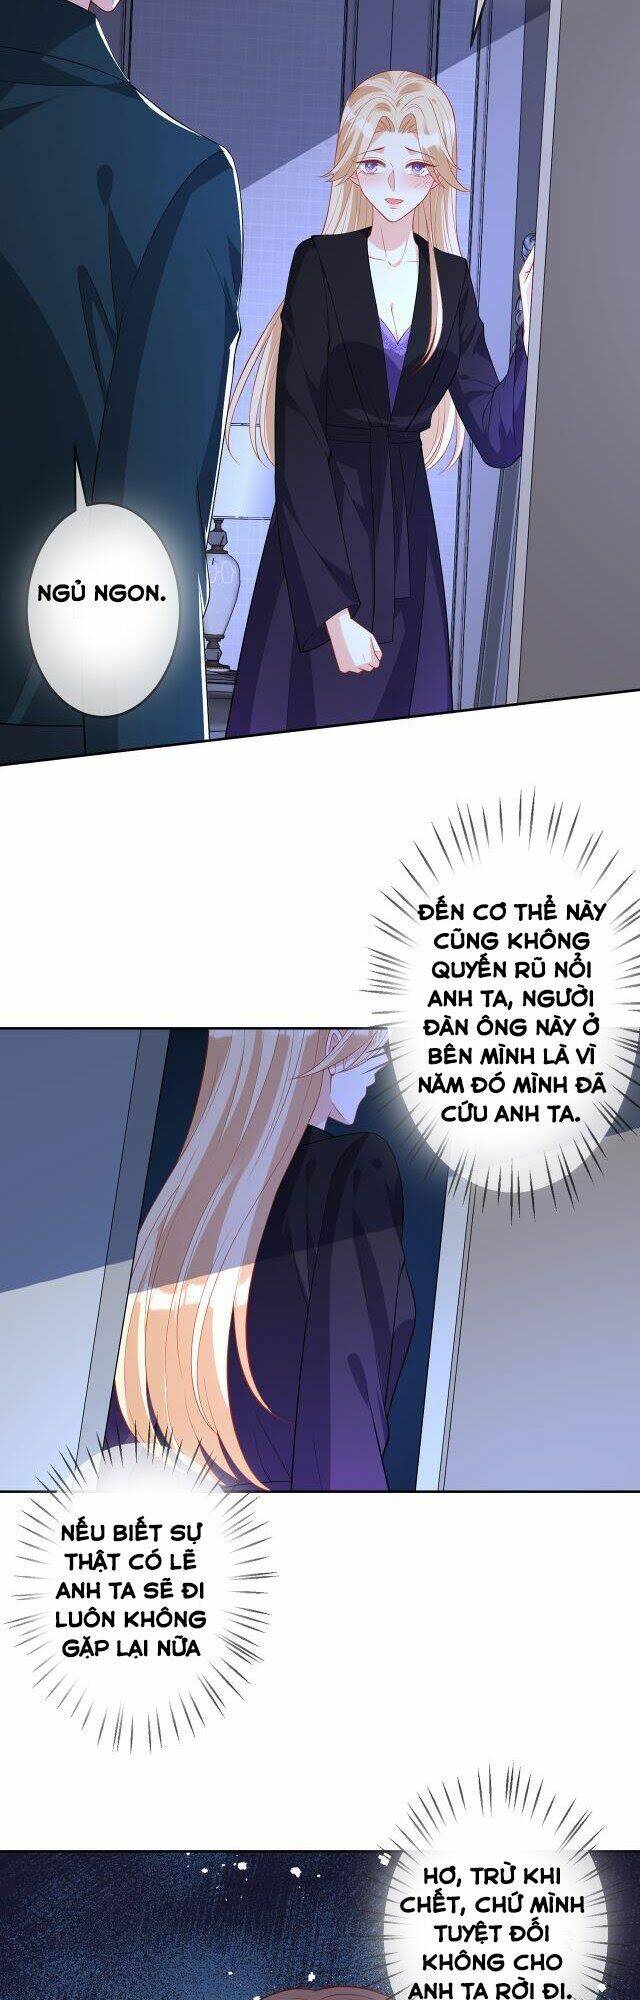 NGỦ NGON.
ĐẾN CƠ THỂ NÀY
CŨNG KHÔNG
QUYẾN RŨ NỔI
ANH TA, NGƯỜI
ĐÀN ÔNG NÀY Ở
BÊN MÌNH LÀ VÌ
NĂM ĐÓ MÌNH ĐÃ
CỨU ANH TA.
NẾU BIẾT SỰ
THẬT CÓ LẼ
ANH TA SẼ ĐI
LUÔN KHÔNG
GẶP LẠI NỮA
HƠ, TRỪ KHI
CHẾT, CHỨ MÌNH
TUYỆT ĐỐI
KHÔNG CHO
ANH TA RỜI ĐI.